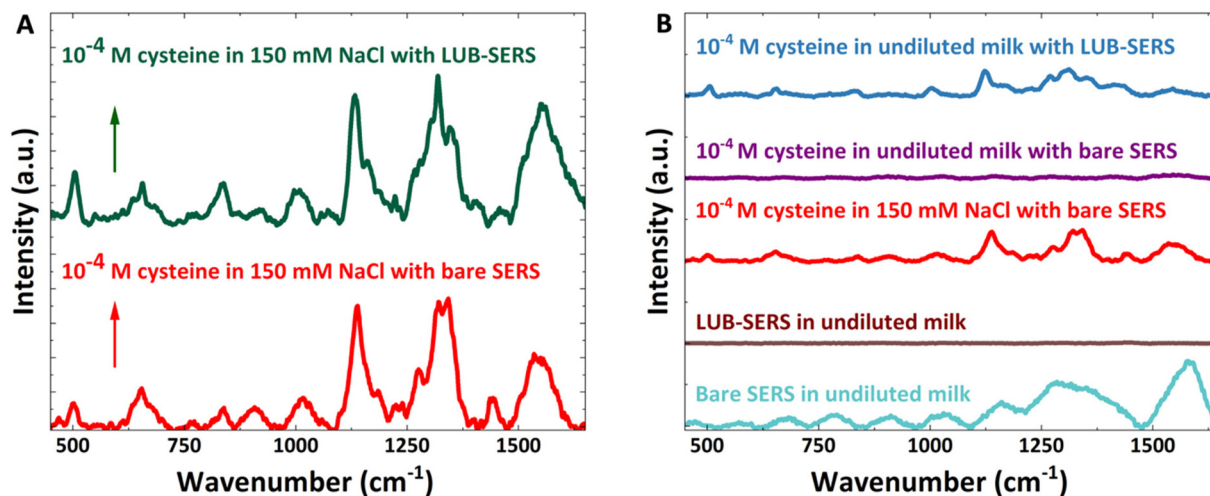 A
10⁻⁴ M cysteine in 150 mM NaCl with LUB-SERS
10⁻⁴ M cysteine in 150 mM NaCl with bare SERS
Intensity (a.u.)
500 750 1000 1250 1500
Wavenumber (cm⁻¹)
B
10⁻⁴ M cysteine in undiluted milk with LUB-SERS
10⁻⁴ M cysteine in undiluted milk with bare SERS
10⁻⁴ M cysteine in 150 mM NaCl with bare SERS
LUB-SERS in undiluted milk
Bare SERS in undiluted milk
Intensity (a.u.)
500 750 1000 1250 1500
Wavenumber (cm⁻¹)